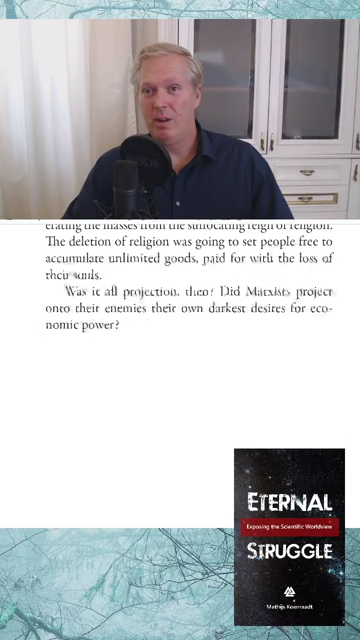 erating the masses from the suffocating reign of religion.
The deletion of religion was going to set people free to
accumulate unlimited goods, paid for with the loss of
their souls.
Was it all projection, then? Did Marxists project
onto their enemies their own darkest desires for eco-
nomic power?
ETERNAL
Exposing the Scientific Worldview
STRUGGLE
Mathijs Koenraadt